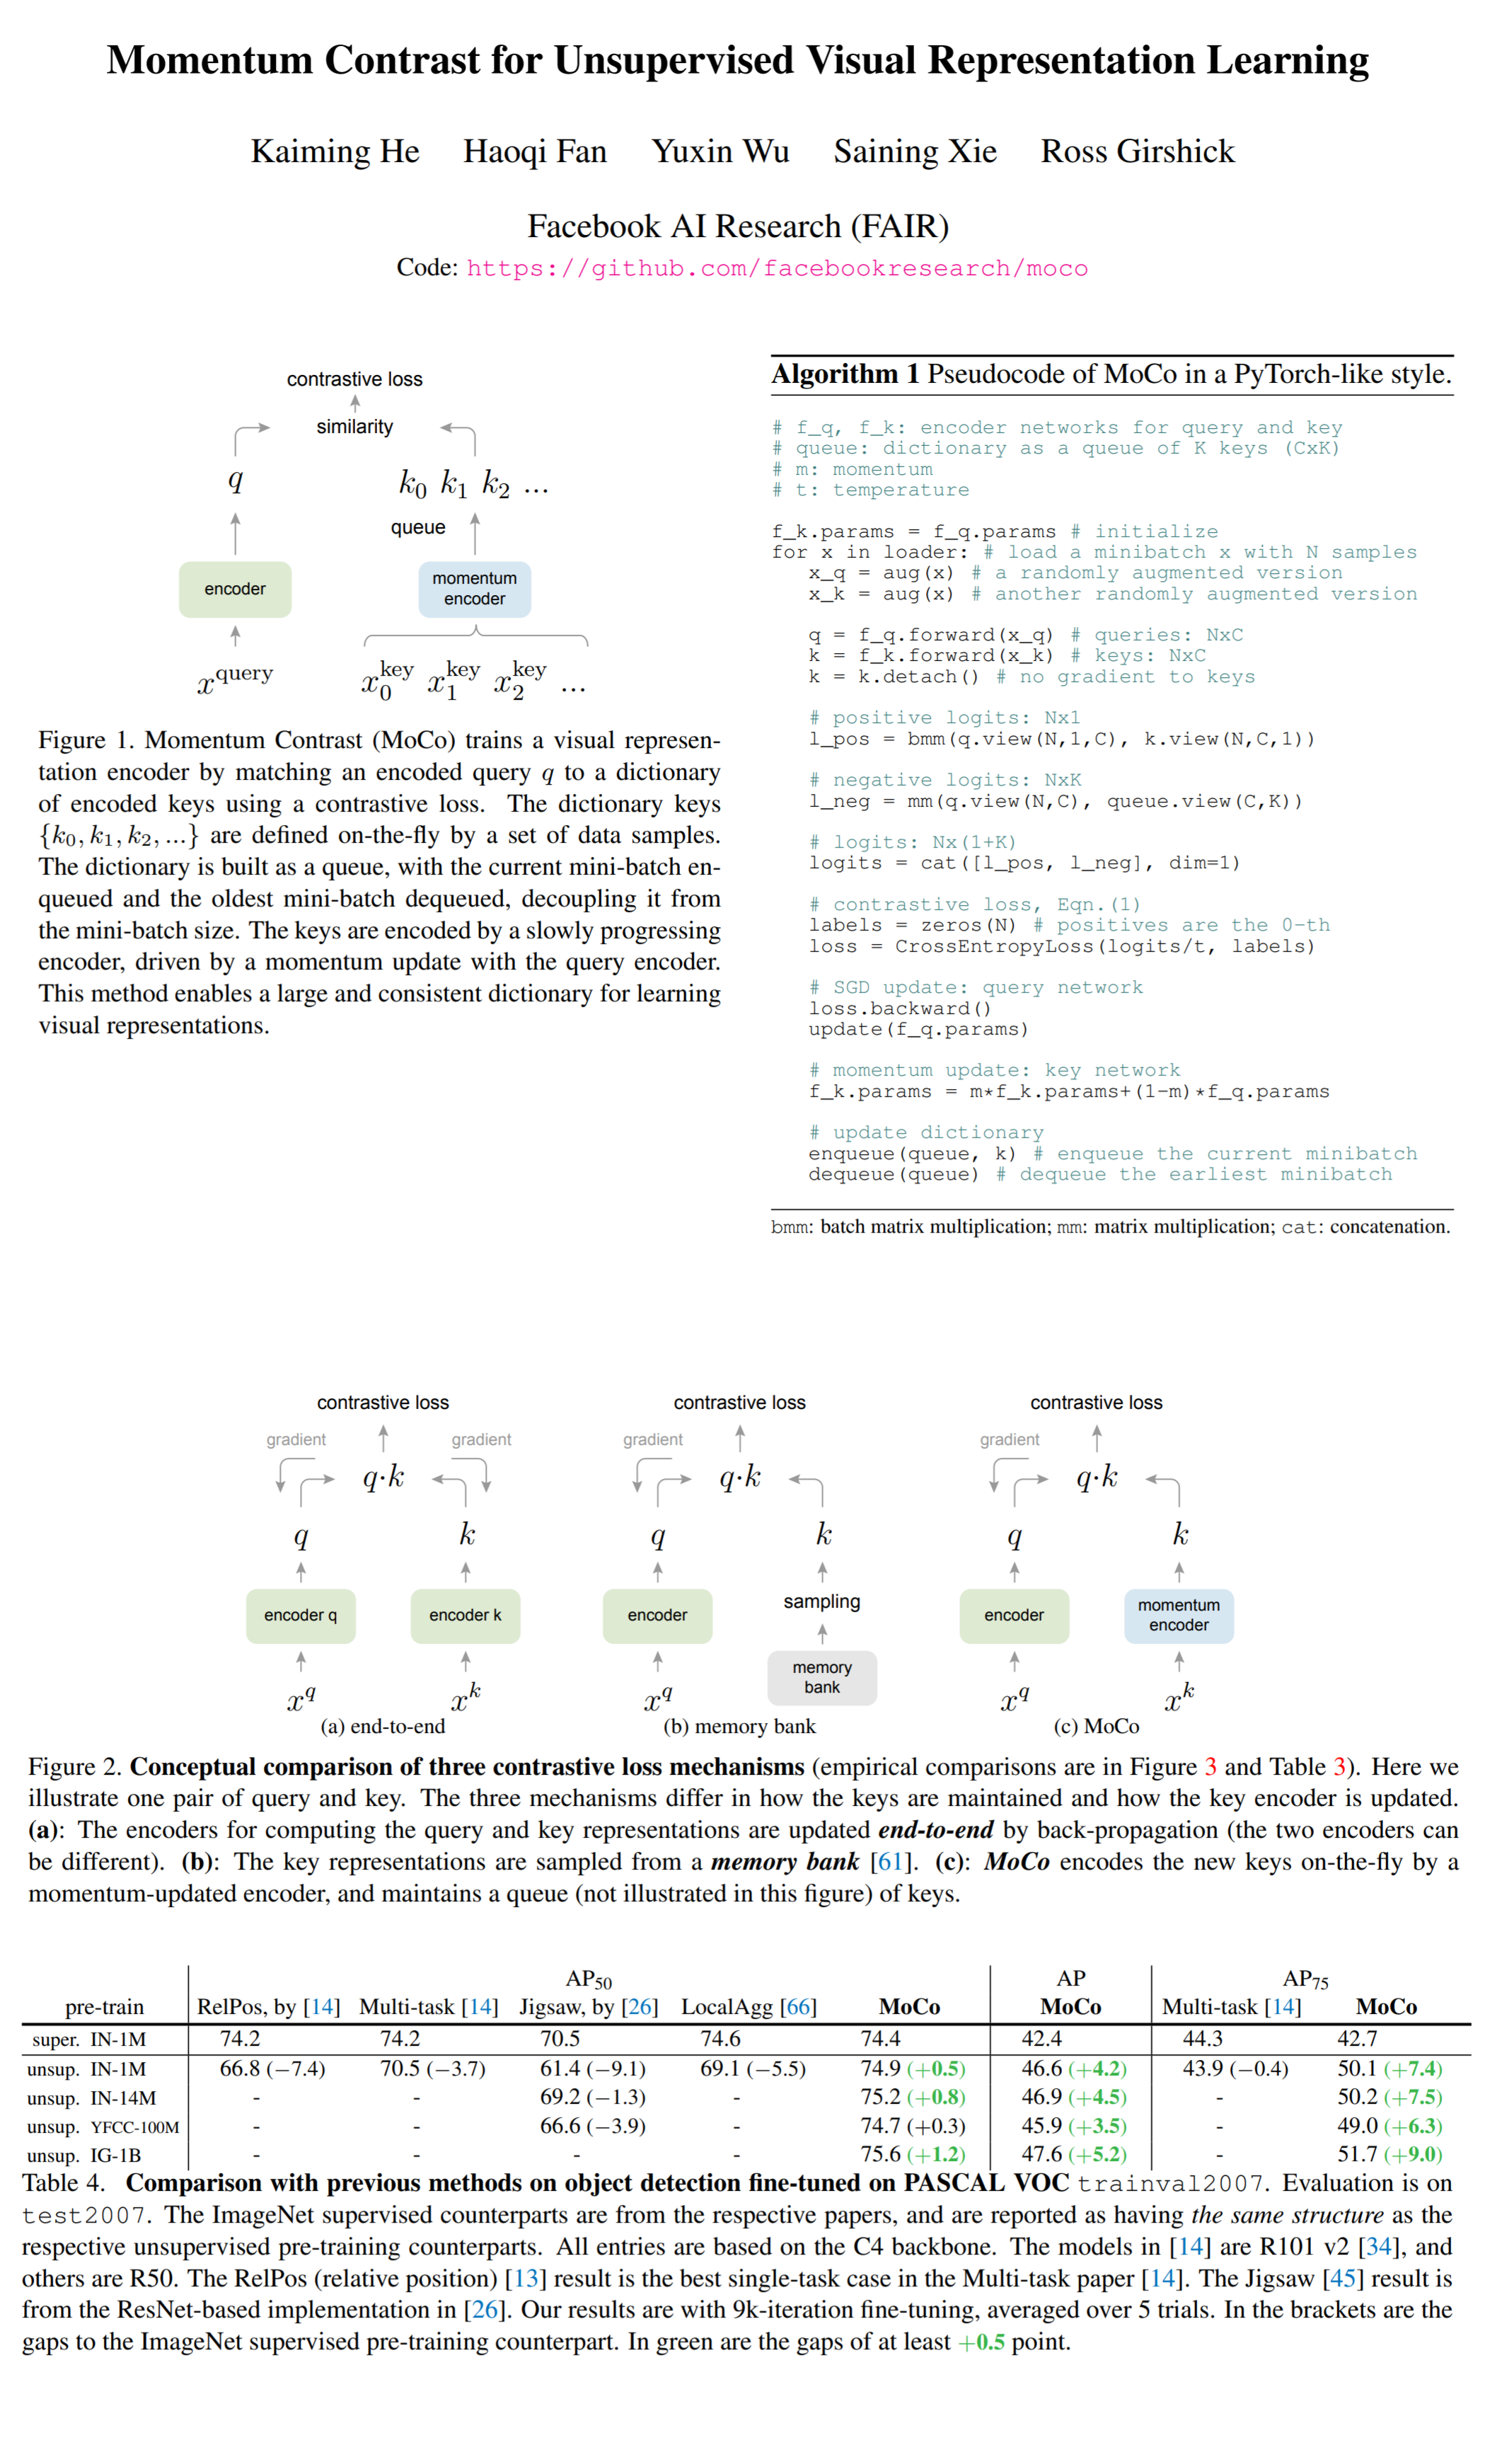 Momentum Contrast for Unsupervised Visual Representation Learning
Kaiming He Haoqi Fan Yuxin Wu Saining Xie Ross Girshick
Facebook AI Research (FAIR)
Code: https://github.com/facebookresearch/moco
contrastive loss
similarity
q k0 k1 k2 ...
queue
encoder momentum encoder
x^query x_0^key x_1^key x_2^key ...
Figure 1. Momentum Contrast (MoCo) trains a visual represen-
tation encoder by matching an encoded query q to a dictionary
of encoded keys using a contrastive loss. The dictionary keys
{k0, k1, k2, ...} are defined on-the-fly by a set of data samples.
The dictionary is built as a queue, with the current mini-batch en-
queued and the oldest mini-batch dequeued, decoupling it from
the mini-batch size. The keys are encoded by a slowly progressing
encoder, driven by a momentum update with the query encoder.
This method enables a large and consistent dictionary for learning
visual representations.
Algorithm 1 Pseudocode of MoCo in a PyTorch-like style.
# f_q, f_k: encoder networks for query and key
# queue: dictionary as a queue of K keys (CxK)
# m: momentum
# t: temperature
f_k.params = f_q.params # initialize
for x in loader: # load a minibatch x with N samples
x_q = aug(x) # a randomly augmented version
x_k = aug(x) # another randomly augmented version
q = f_q.forward(x_q) # queries: NxC
k = f_k.forward(x_k) # keys: NxC
k = k.detach() # no gradient to keys
# positive logits: Nx1
l_pos = bmm(q.view(N,1,C), k.view(N,C,1))
# negative logits: NxK
l_neg = mm(q.view(N,C), queue.view(C,K))
# logits: Nx(1+K)
logits = cat([l_pos, l_neg], dim=1)
# contrastive loss, Eqn.(1)
labels = zeros(N) # positives are the 0-th
loss = CrossEntropyLoss(logits/t, labels)
# SGD update: query network
loss.backward()
update(f_q.params)
# momentum update: key network
f_k.params = m*f_k.params+(1-m)*f_q.params
# update dictionary
enqueue(queue, k) # enqueue the current minibatch
dequeue(queue) # dequeue the earliest minibatch
bmm: batch matrix multiplication; mm: matrix multiplication; cat: concatenation.
contrastive loss contrastive loss contrastive loss
gradient gradient gradient gradient
q·k q·k q·k
q k q k q k
encoder q encoder k encoder sampling encoder momentum encoder
memory bank
x^q x^k x^q x^q x^k
(a) end-to-end (b) memory bank (c) MoCo
Figure 2. Conceptual comparison of three contrastive loss mechanisms (empirical comparisons are in Figure 3 and Table 3). Here we
illustrate one pair of query and key. The three mechanisms differ in how the keys are maintained and how the key encoder is updated.
(a): The encoders for computing the query and key representations are updated end-to-end by back-propagation (the two encoders can
be different). (b): The key representations are sampled from a memory bank [61]. (c): MoCo encodes the new keys on-the-fly by a
momentum-updated encoder, and maintains a queue (not illustrated in this figure) of keys.
AP50 AP AP75
pre-train RelPos, by [14] Multi-task [14] Jigsaw, by [26] LocalAgg [66] MoCo MoCo Multi-task [14] MoCo
super. IN-1M 74.2 74.2 70.5 74.6 74.4 42.4 44.3 42.7
unsup. IN-1M 66.8 (−7.4) 70.5 (−3.7) 61.4 (−9.1) 69.1 (−5.5) 74.9 (+0.5) 46.6 (+4.2) 43.9 (−0.4) 50.1 (+7.4)
unsup. IN-14M - - 69.2 (−1.3) - 75.2 (+0.8) 46.9 (+4.5) - 50.2 (+7.5)
unsup. YFCC-100M - - 66.6 (−3.9) - 74.7 (+0.3) 45.9 (+3.5) - 49.0 (+6.3)
unsup. IG-1B - - - - 75.6 (+1.2) 47.6 (+5.2) - 51.7 (+9.0)
Table 4. Comparison with previous methods on object detection fine-tuned on PASCAL VOC trainval2007. Evaluation is on
test2007. The ImageNet supervised counterparts are from the respective papers, and are reported as having the same structure as the
respective unsupervised pre-training counterparts. All entries are based on the C4 backbone. The models in [14] are R101 v2 [34], and
others are R50. The RelPos (relative position) [13] result is the best single-task case in the Multi-task paper [14]. The Jigsaw [45] result is
from the ResNet-based implementation in [26]. Our results are with 9k-iteration fine-tuning, averaged over 5 trials. In the brackets are the
gaps to the ImageNet supervised pre-training counterpart. In green are the gaps of at least +0.5 point.